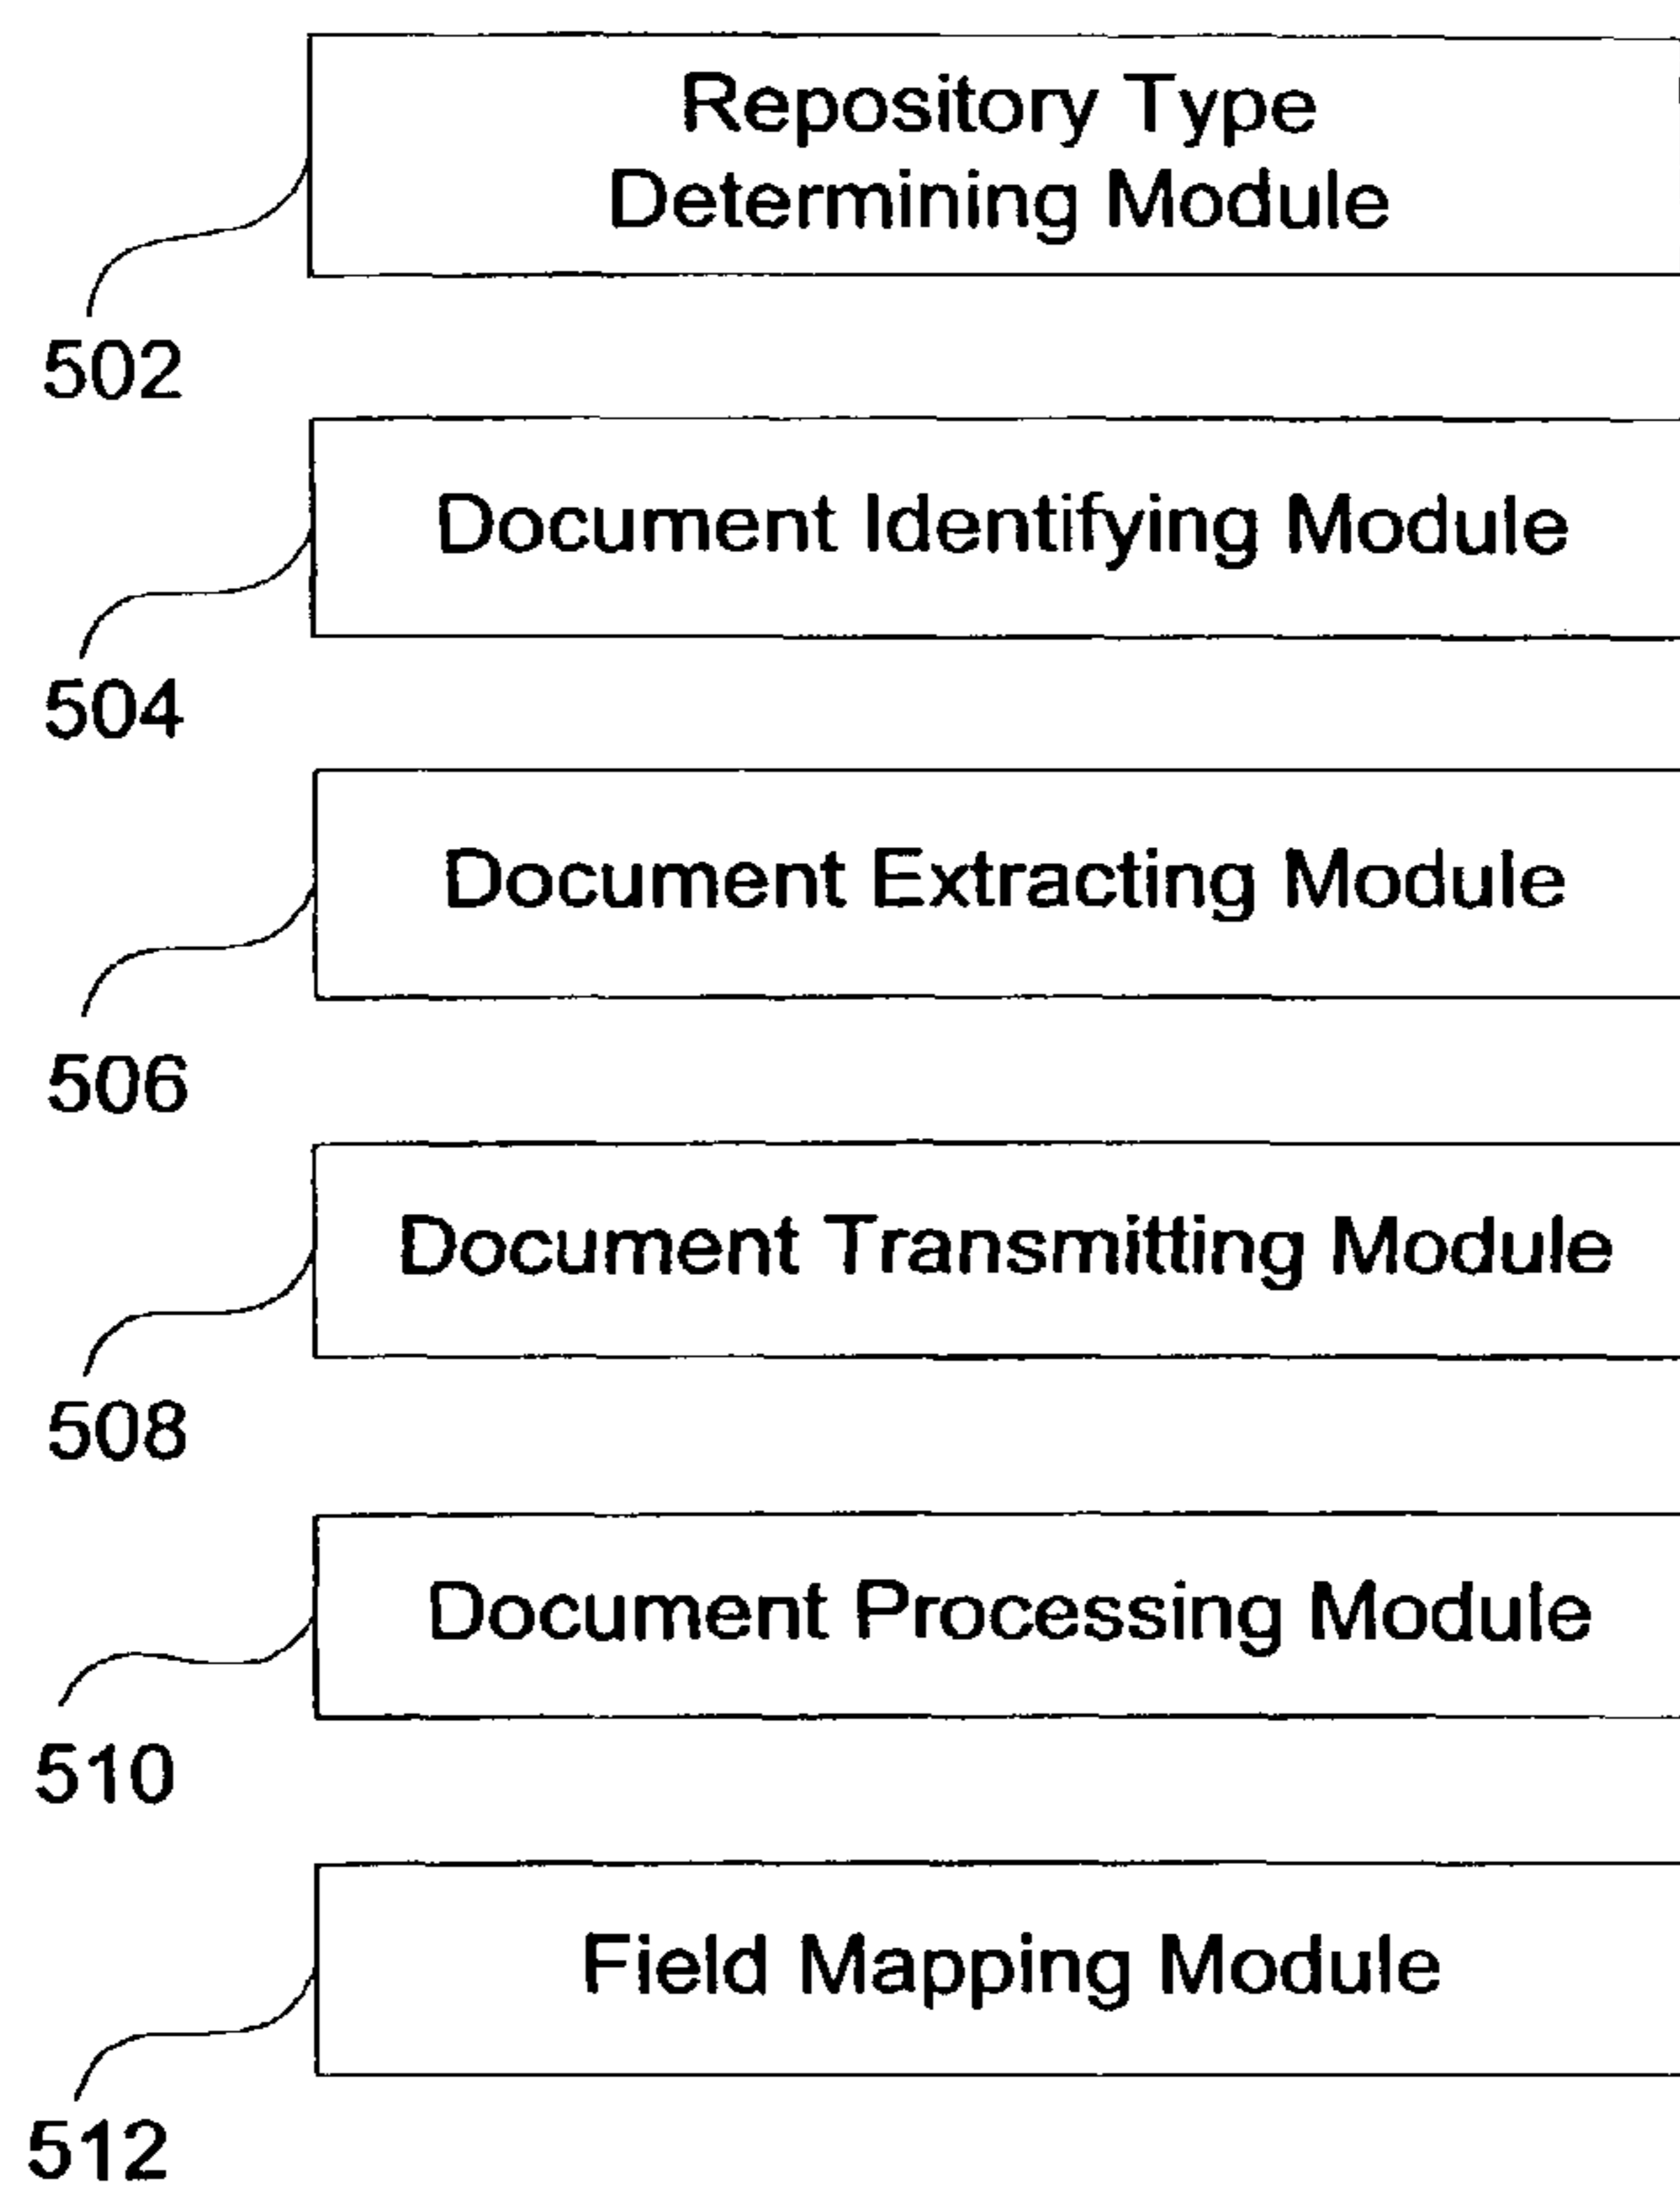 Repository Type
Determining Module
502
Document Identifying Module
504
Document Extracting Module
506
Document Transmitting Module
508
Document Processing Module
510
Field Mapping Module
512